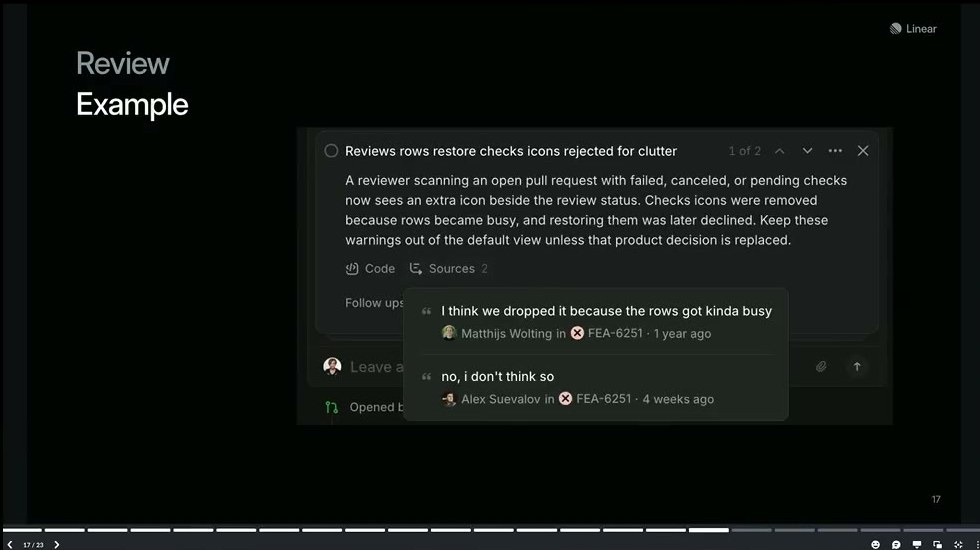 Linear
Review
Example
Reviews rows restore checks icons rejected for clutter
1 of 2
A reviewer scanning an open pull request with failed, canceled, or pending checks
now sees an extra icon beside the review status. Checks icons were removed
because rows became busy, and restoring them was later declined. Keep these
warnings out of the default view unless that product decision is replaced.
Code Sources 2
Follow ups
I think we dropped it because the rows got kinda busy
Matthijs Wolting in FEA-6251 · 1 year ago
Leave a
no, i don't think so
Alex Suevalov in FEA-6251 · 4 weeks ago
Opened b
17
17 / 23